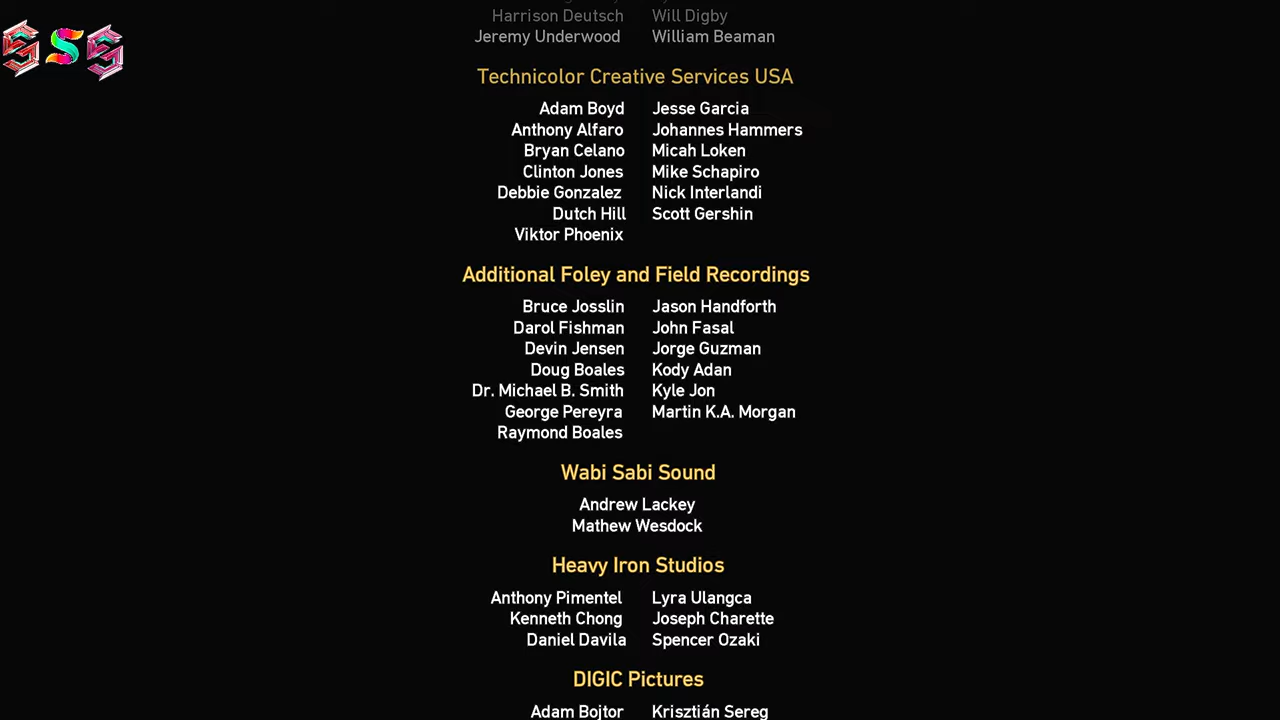 Harrison Deutsch Will Digby
Jeremy Underwood William Beaman
Technicolor Creative Services USA
Adam Boyd Jesse Garcia
Anthony Alfaro Johannes Hammers
Bryan Celano Micah Loken
Clinton Jones Mike Schapiro
Debbie Gonzalez Nick Interlandi
Dutch Hill Scott Gershin
Viktor Phoenix
Additional Foley and Field Recordings
Bruce Josslin Jason Handforth
Darol Fishman John Fasal
Devin Jensen Jorge Guzman
Doug Boales Kody Adan
Dr. Michael B. Smith Kyle Jon
George Pereyra Martin K.A. Morgan
Raymond Boales
Wabi Sabi Sound
Andrew Lackey
Mathew Wesdock
Heavy Iron Studios
Anthony Pimentel Lyra Ulangca
Kenneth Chong Joseph Charette
Daniel Davila Spencer Ozaki
DIGIC Pictures
Adam Bojtor Krisztián Sereg